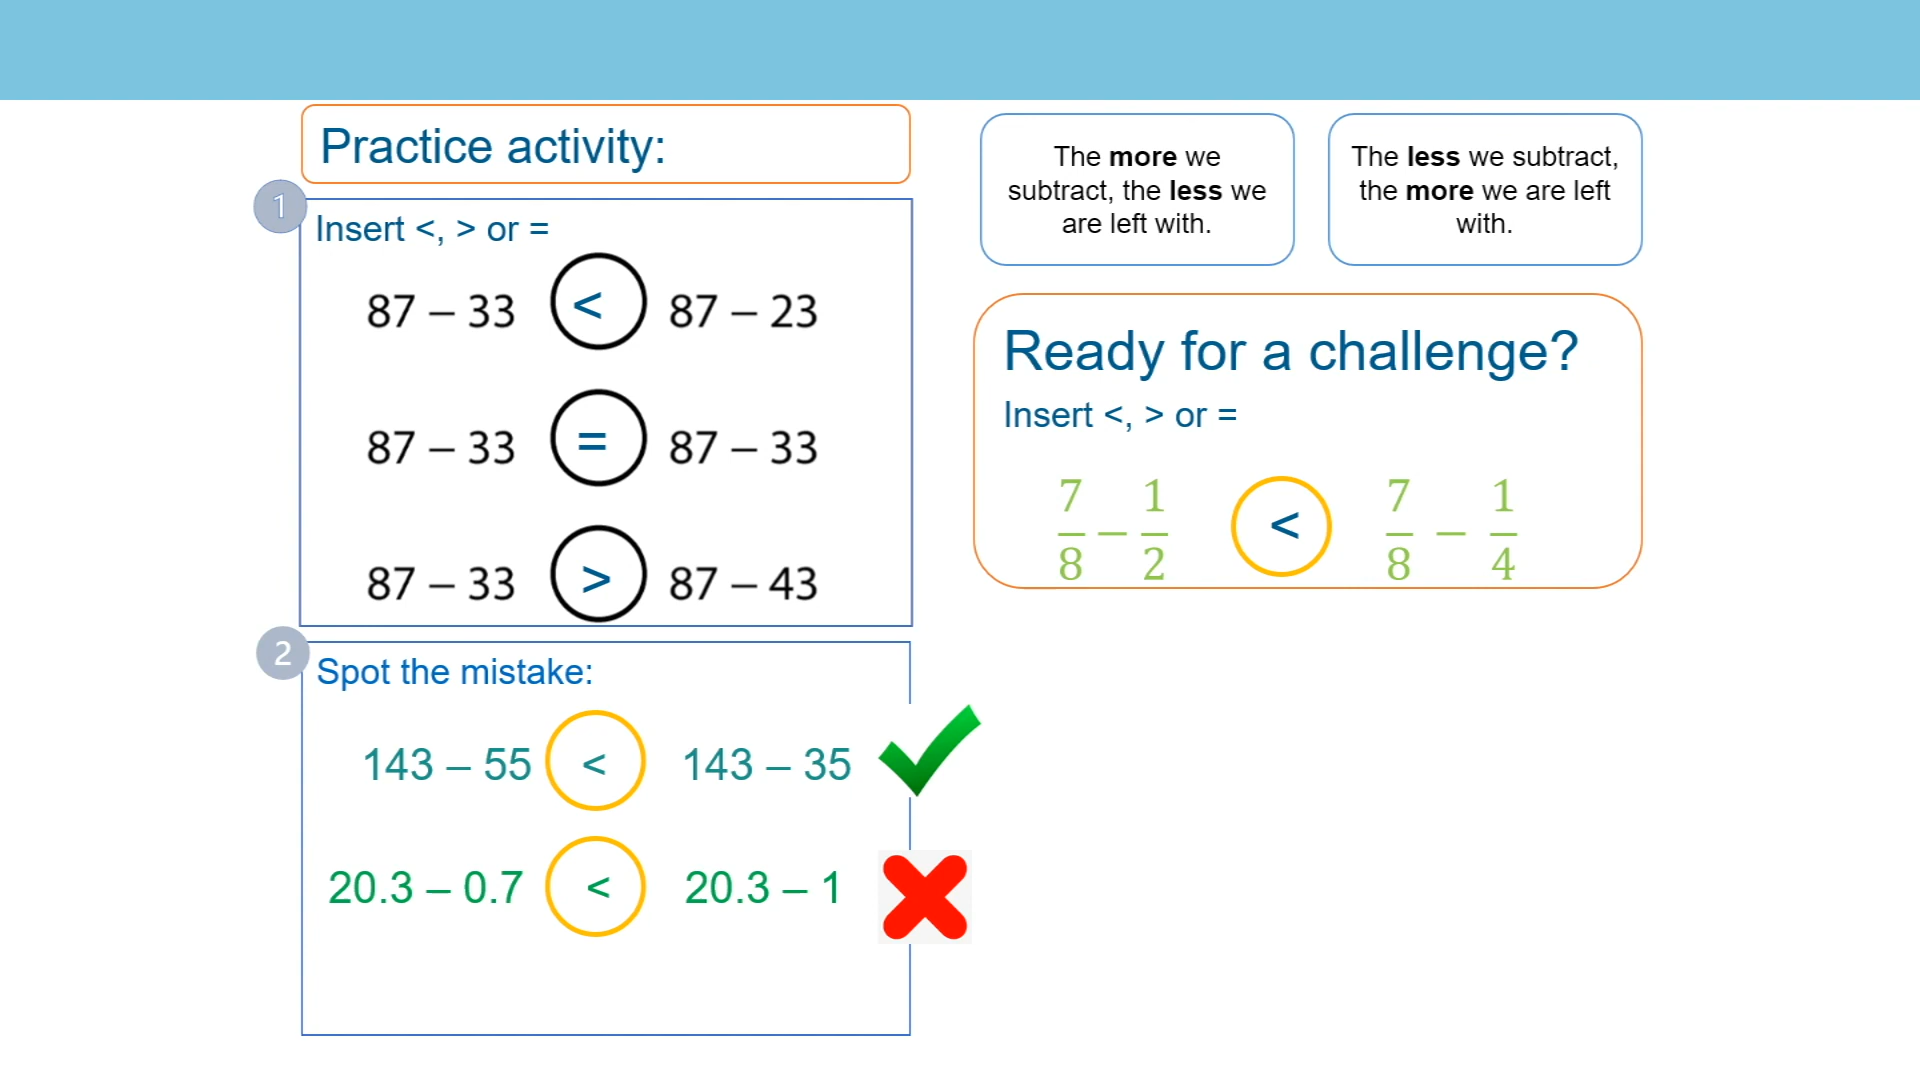 Practice activity:
1
Insert <, > or =
87 – 33 < 87 – 23
87 – 33 = 87 – 33
87 – 33 > 87 – 43
2
Spot the mistake:
143 – 55 < 143 – 35
20.3 – 0.7 < 20.3 – 1
The more we
subtract, the less we
are left with.
The less we subtract,
the more we are left
with.
Ready for a challenge?
Insert <, > or =
7/8 – 1/2 < 7/8 – 1/4